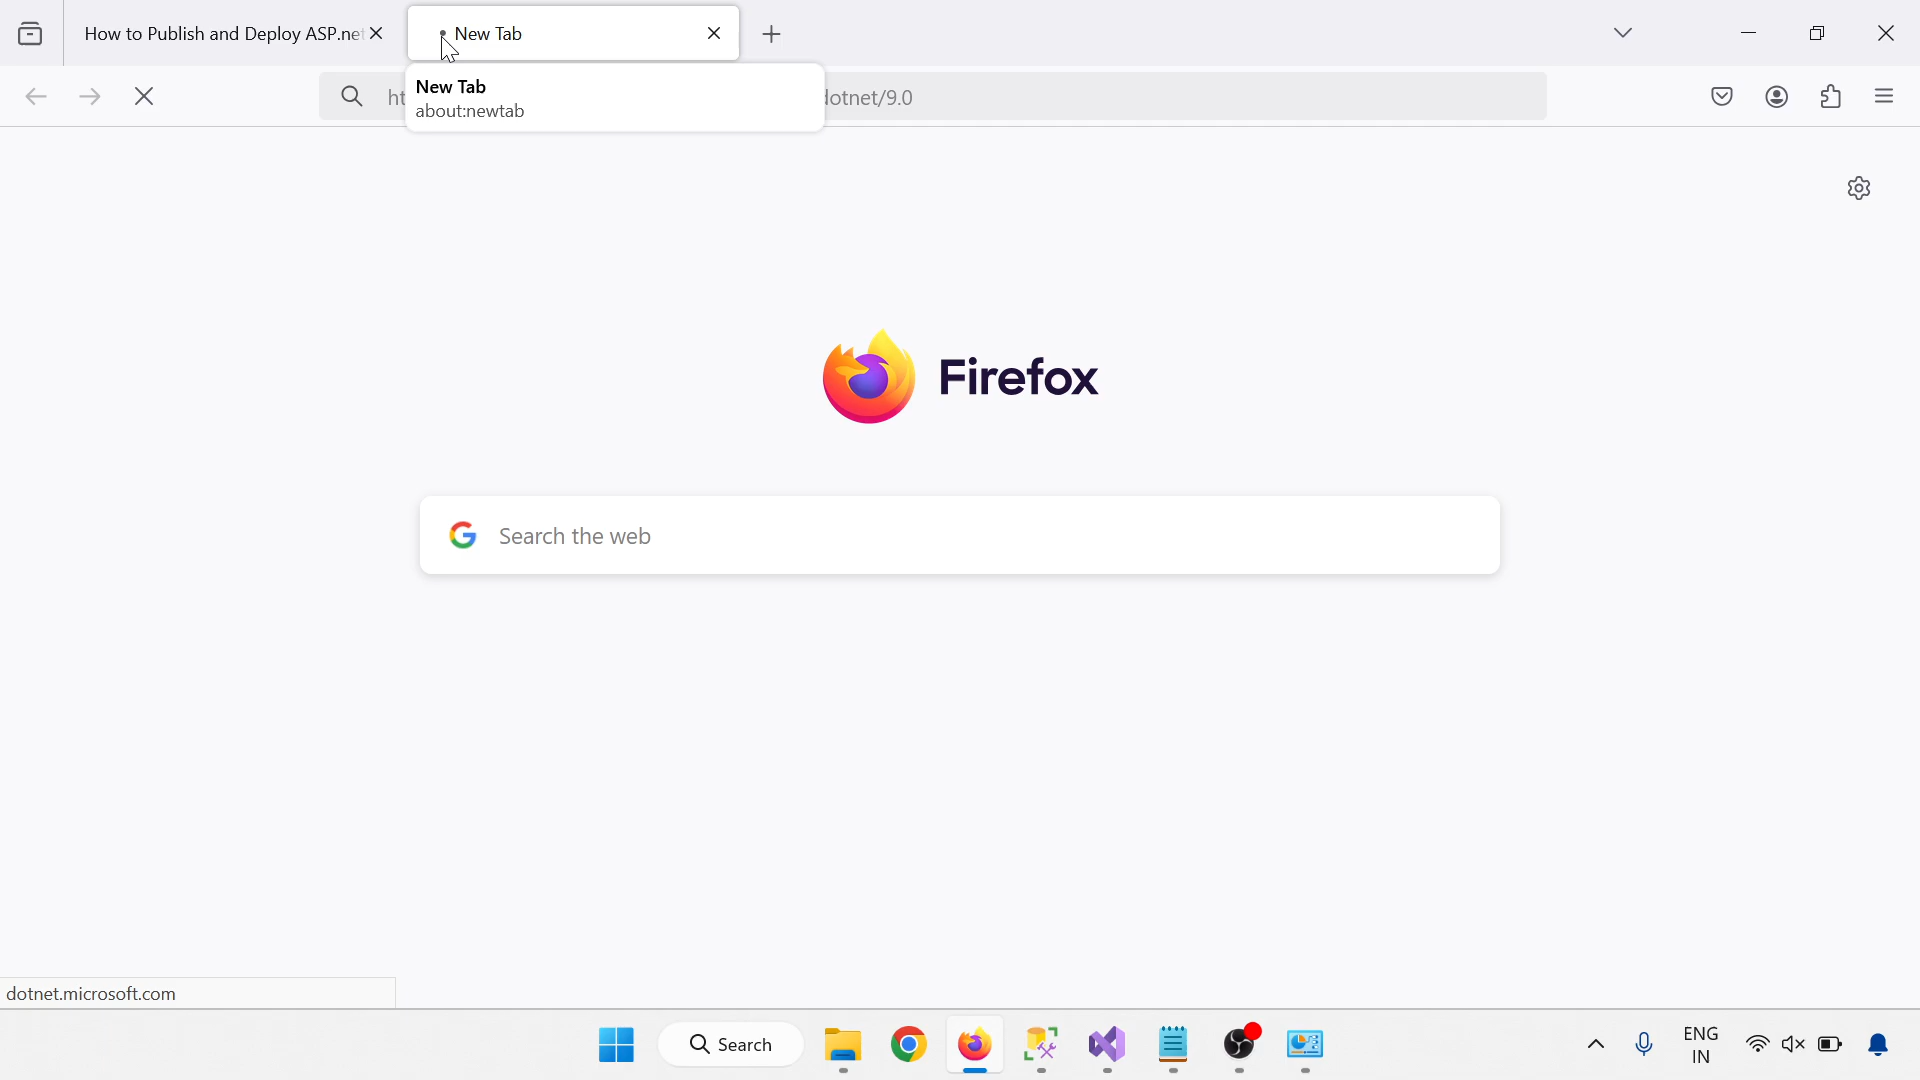 How to Publish and Deploy ASP.net
New Tab
New Tab
about:newtab
dotnet/9.0
Firefox
Search the web
dotnet.microsoft.com
Search
ENG
IN